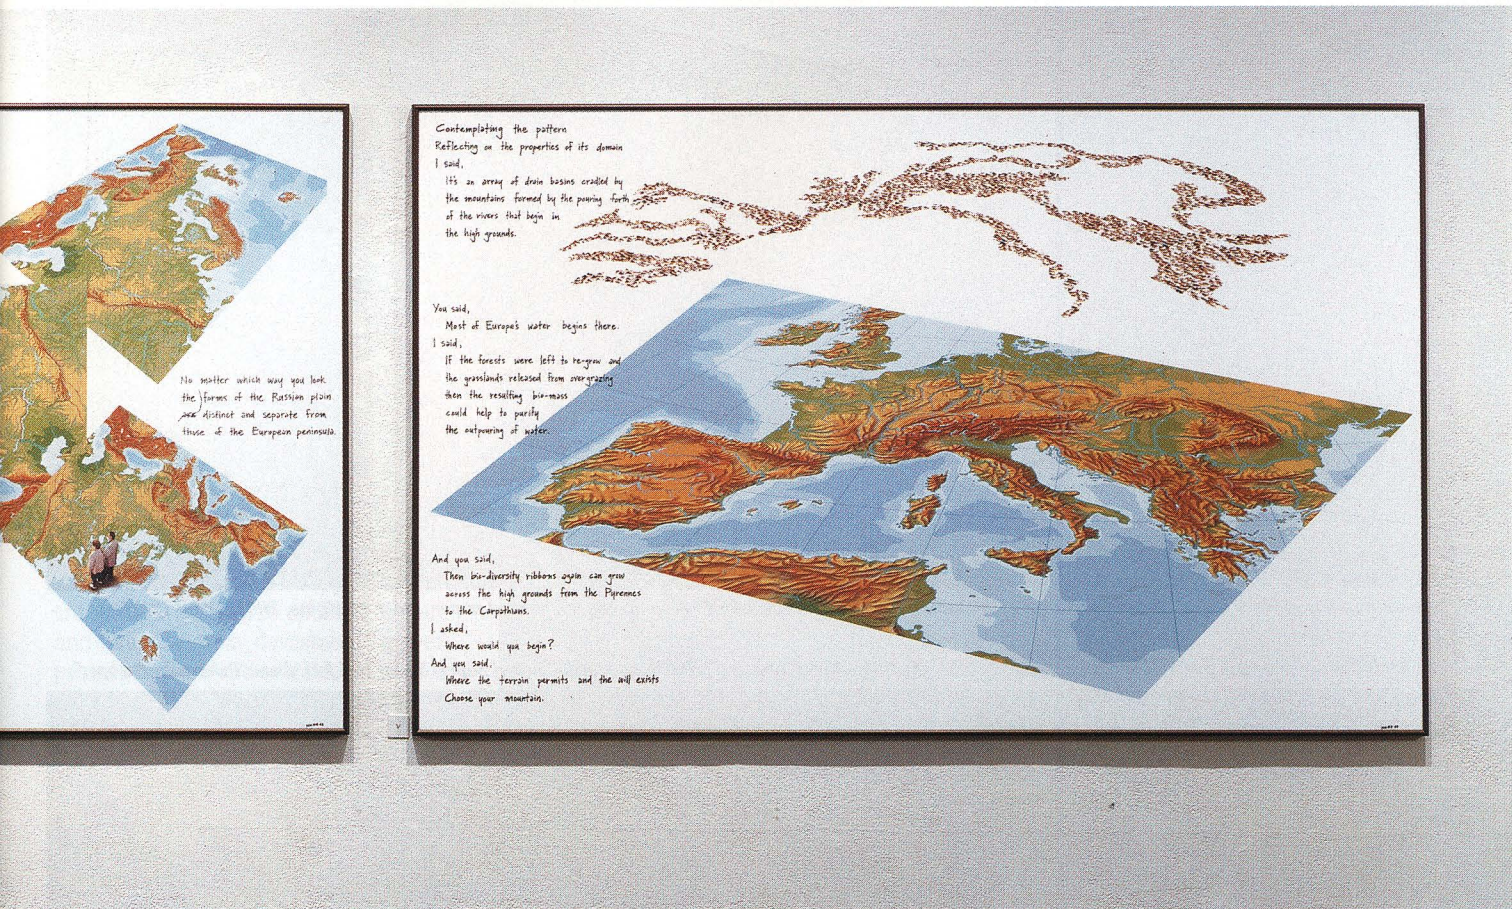 No matter which way you look
the forms of the Russian plain
are distinct and separate from
those of the European peninsula.
Contemplating the pattern
Reflecting on the properties of its domain
I said,
It's an array of drain basins cradled by
the mountains formed by the pouring forth
of the rivers that begin in
the high grounds.
You said,
Most of Europe's water begins there.
I said,
If the forests were left to re-grow and
the grasslands released from overgrazing
then the resulting bio-mass
could help to purify
the outpouring of water.
And you said,
Then bio-diversity ribbons again can grow
across the high grounds from the Pyrennes
to the Carpathians.
I asked,
Where would you begin?
And you said,
Where the terrain permits and the will exists
Choose your mountain.
v